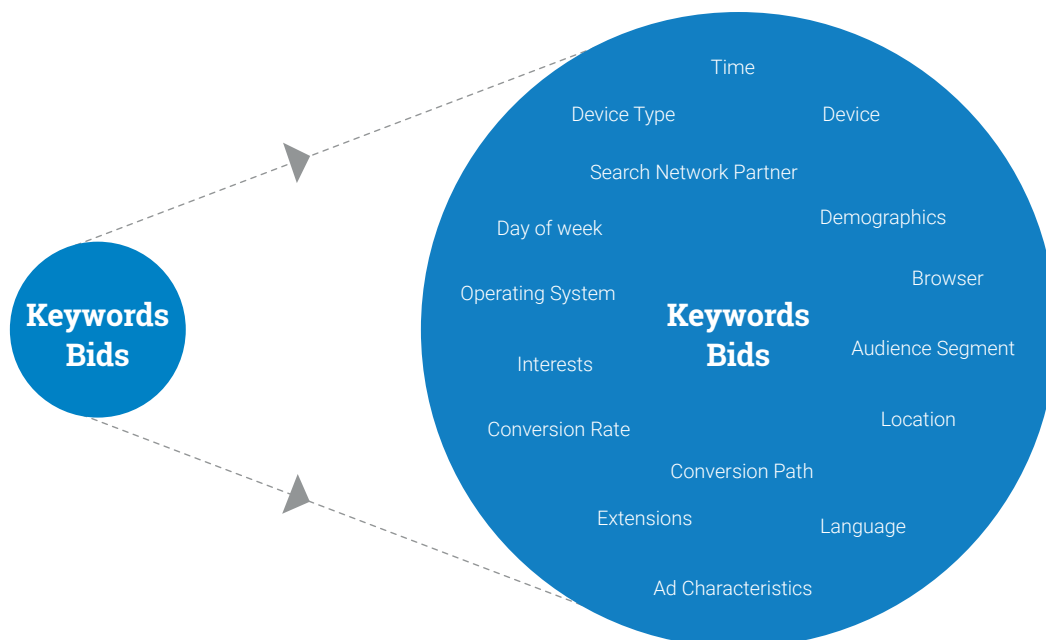 Keywords
Bids
Time
Device Type
Device
Search Network Partner
Day of week
Demographics
Operating System
Browser
Keywords
Bids
Interests
Audience Segment
Conversion Rate
Location
Conversion Path
Extensions
Language
Ad Characteristics